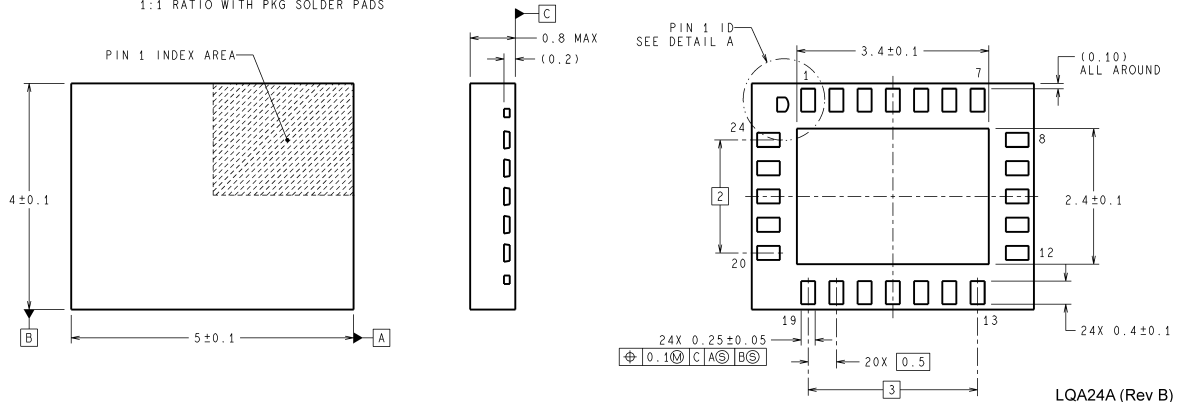 1:1 RATIO WITH PKG SOLDER PADS
PIN 1 INDEX AREA
4±0.1
5±0.1
B
A
C
0.8 MAX
(0.2)
PIN 1 ID
SEE DETAIL A
3.4±0.1
(0.10)
ALL AROUND
1
7
24
8
2
2.4±0.1
20
12
19
13
24X 0.4±0.1
24X 0.25±0.05
⌖ 0.1Ⓜ C AⓈ BⓈ
20X 0.5
3
LQA24A (Rev B)